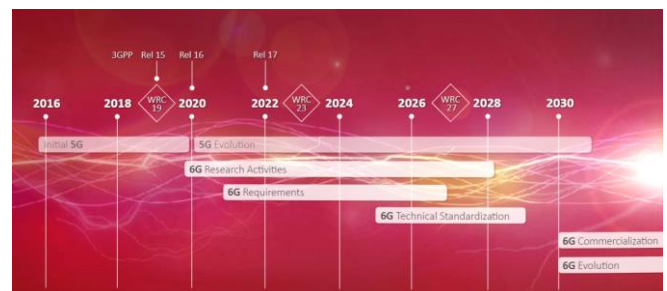 3GPP Rel 15 Rel 16 Rel 17
2016 2018 WRC 19 2020 2022 WRC 23 2024 2026 WRC 27 2028 2030
Initial 5G 5G Evolution
6G Research Activities
6G Requirements
6G Technical Standardization
6G Commercialization
6G Evolution